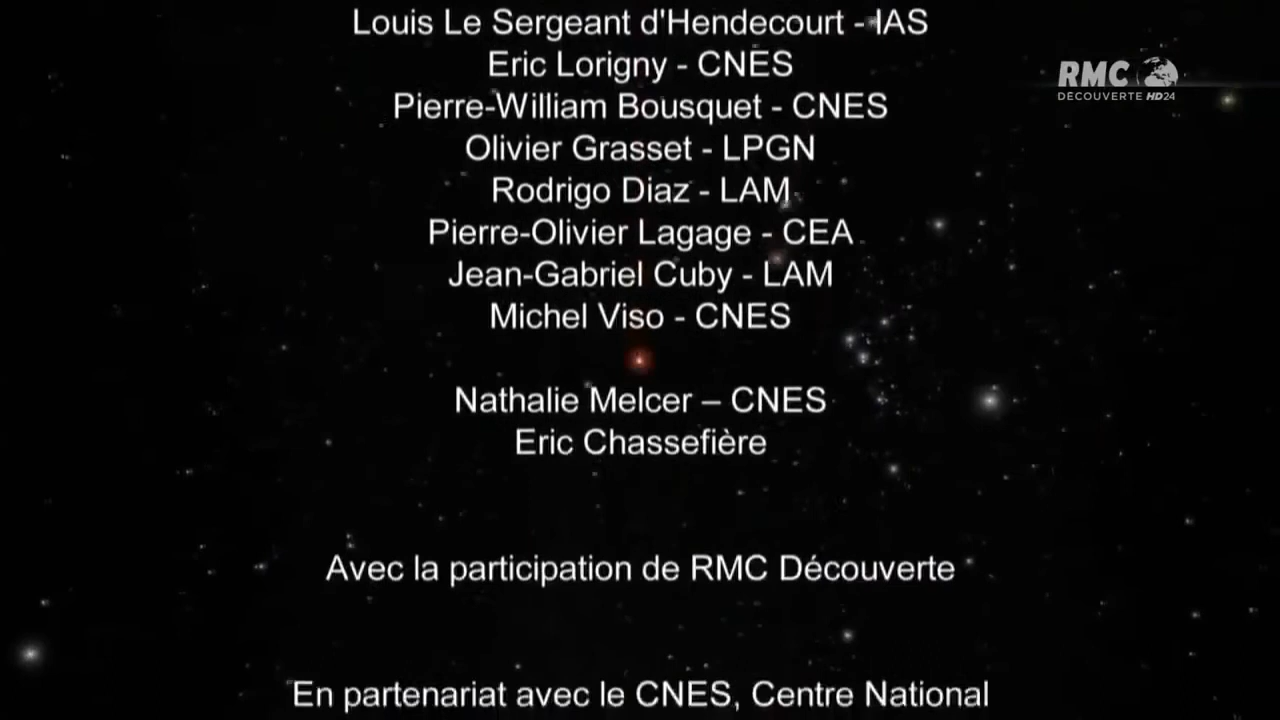 Louis Le Sergeant d'Hendecourt - IAS
Eric Lorigny - CNES
RMC
DÉCOUVERTE HD24
Pierre-William Bousquet - CNES
Olivier Grasset - LPGN
Rodrigo Diaz - LAM
Pierre-Olivier Lagage - CEA
Jean-Gabriel Cuby - LAM
Michel Viso - CNES
Nathalie Melcer – CNES
Eric Chassefière
Avec la participation de RMC Découverte
En partenariat avec le CNES, Centre National